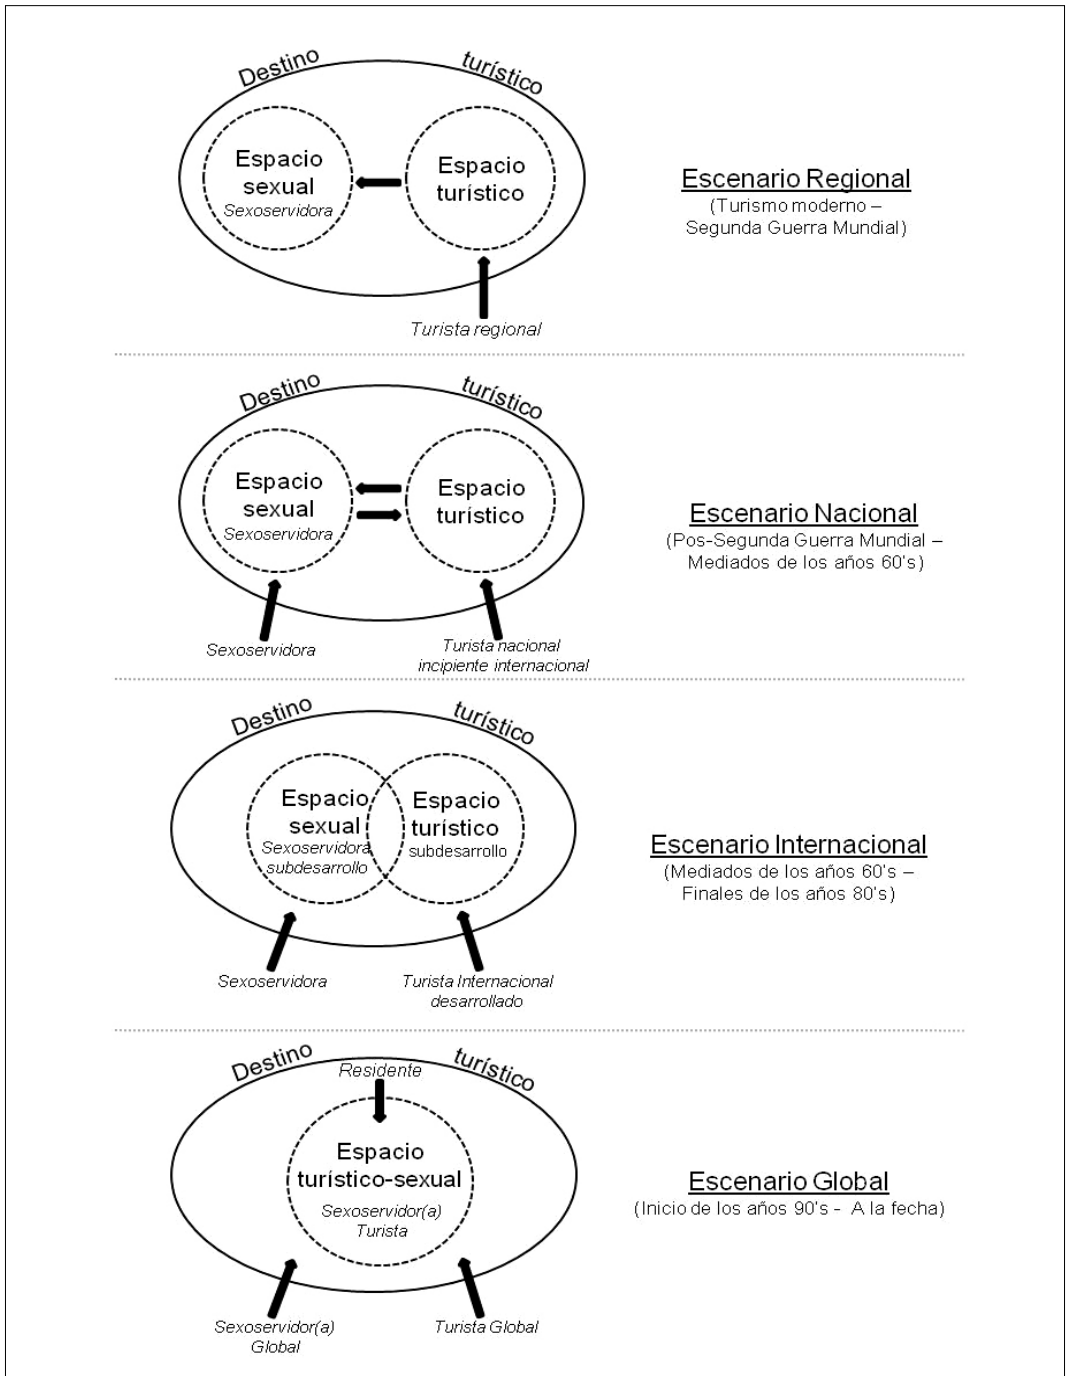 Destino turístico
Espacio
sexual
Sexoservidora
Espacio
turístico
Turista regional
Escenario Regional
(Turismo moderno –
Segunda Guerra Mundial)
Destino turístico
Espacio
sexual
Sexoservidora
Espacio
turístico
Sexoservidora
Turista nacional
incipiente internacional
Escenario Nacional
(Pos-Segunda Guerra Mundial –
Mediados de los años 60's)
Destino turístico
Espacio
sexual
Sexoservidora
subdesarrollo
Espacio
turístico
subdesarrollo
Sexoservidora
Turista Internacional
desarrollado
Escenario Internacional
(Mediados de los años 60's –
Finales de los años 80's)
Destino turístico
Residente
Espacio
turístico-sexual
Sexoservidor(a)
Turista
Sexoservidor(a)
Global
Turista Global
Escenario Global
(Inicio de los años 90's - A la fecha)